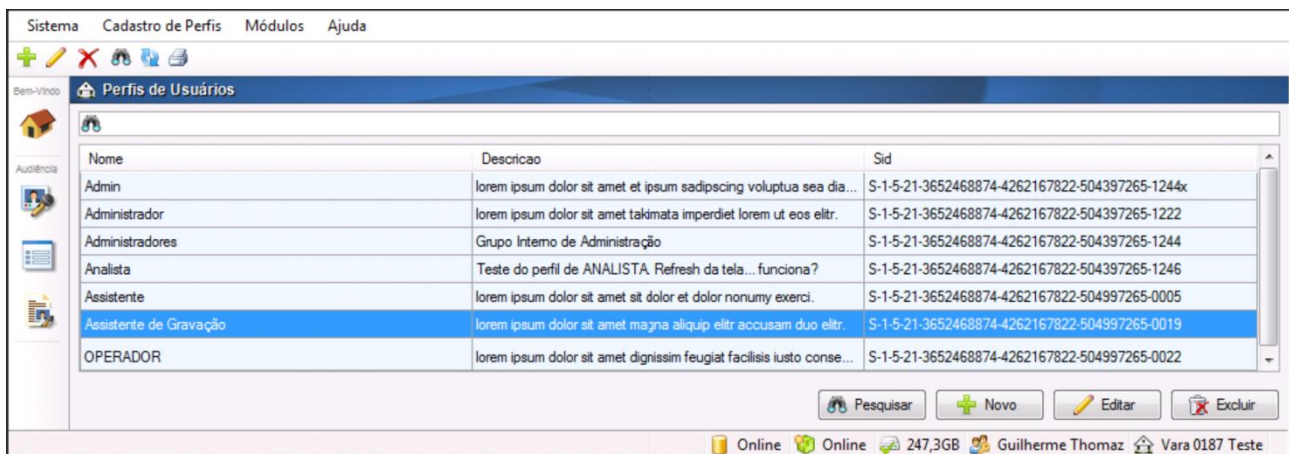 Sistema Cadastro de Perfis Módulos Ajuda
Bem-Vindo
Perfis de Usuários
Audiência
Nome Descricao Sid
Admin lorem ipsum dolor sit amet et ipsum sadipscing voluptua sea dia... S-1-5-21-3652468874-4262167822-504397265-1244x
Administrador lorem ipsum dolor sit amet takimata imperdiet lorem ut eos elitr. S-1-5-21-3652468874-4262167822-504397265-1222
Administradores Grupo Interno de Administração S-1-5-21-3652468874-4262167822-504397265-1244
Analista Teste do perfil de ANALISTA. Refresh da tela... funciona? S-1-5-21-3652468874-4262167822-504397265-1246
Assistente lorem ipsum dolor sit amet sit dolor et dolor nonumy exerci. S-1-5-21-3652468874-4262167822-504997265-0005
Assistente de Gravação lorem ipsum dolor sit amet magna aliquip elitr accusam duo elitr. S-1-5-21-3652468874-4262167822-504997265-0019
OPERADOR lorem ipsum dolor sit amet dignissim feugiat facilisis iusto conse... S-1-5-21-3652468874-4262167822-504997265-0022
Pesquisar Novo Editar Excluir
Online Online 247,3GB Guilherme Thomaz Vara 0187 Teste